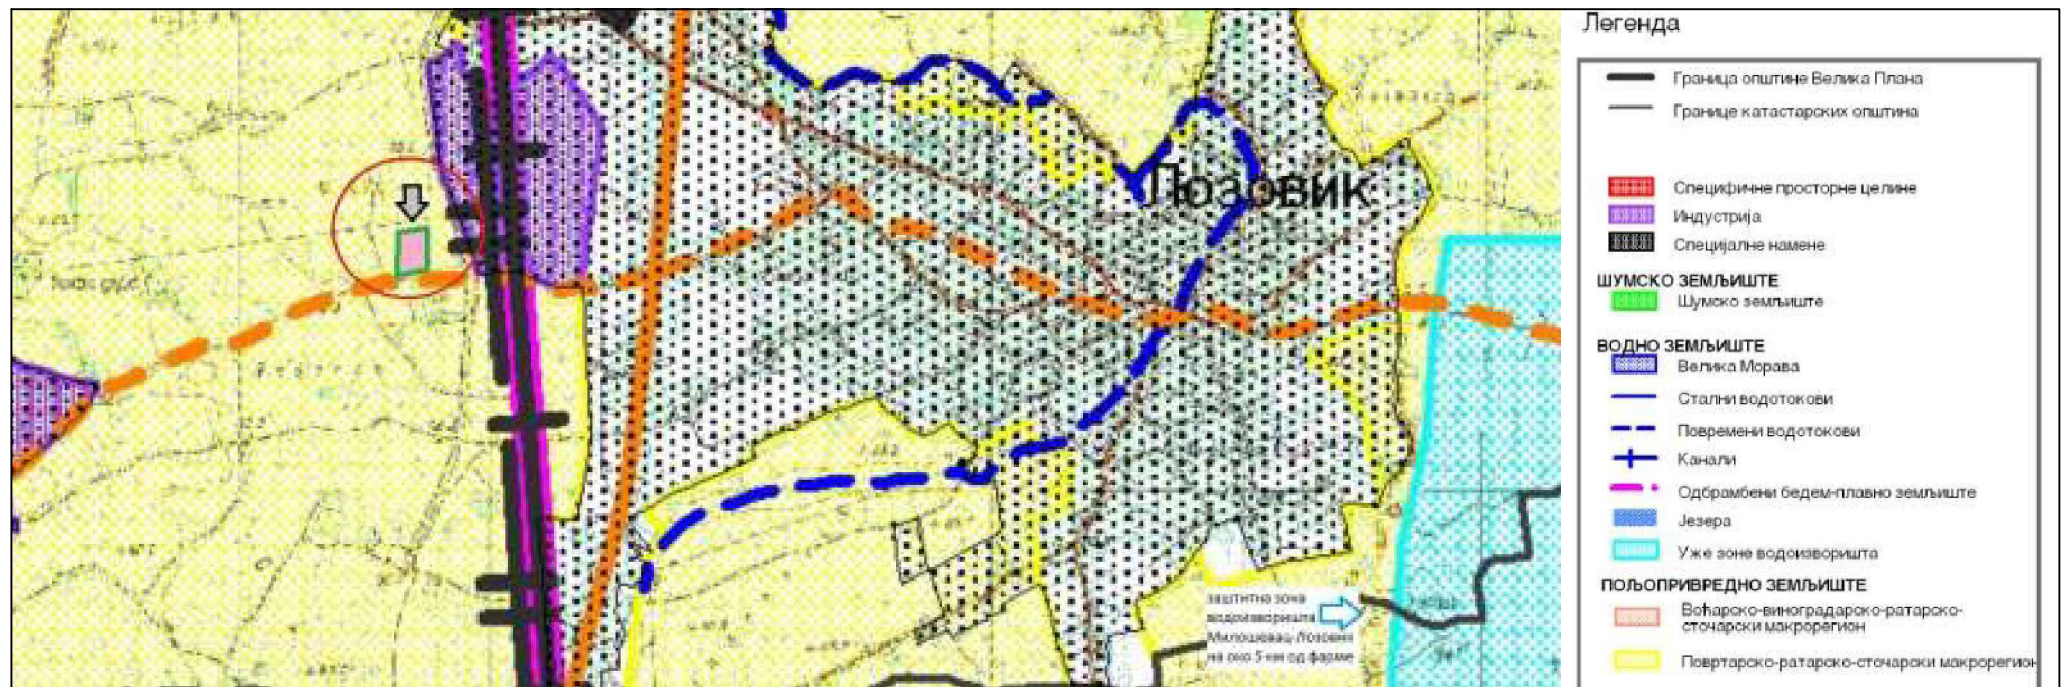 Лозовик
заштитна зона
водоизворишта
Милошевац-Лозовик
на око 5 км од фарме
Легенда
Граница општине Велика Плана
Границе катастарских општина
Специфичне просторне целине
Индустрија
Специјалне намене
ШУМСКО ЗЕМЉИШТЕ
Шумско земљиште
ВОДНО ЗЕМЉИШТЕ
Велика Морава
Стални водотокови
Повремени водотокови
Канали
Одбрамбени бедем-плавно земљиште
Језера
Уже зоне водоизворишта
ПОЉОПРИВРЕДНО ЗЕМЉИШТЕ
Воћарско-виноградарско-ратарско-
сточарски макрорегион
Повртарско-ратарско-сточарски макрорегион